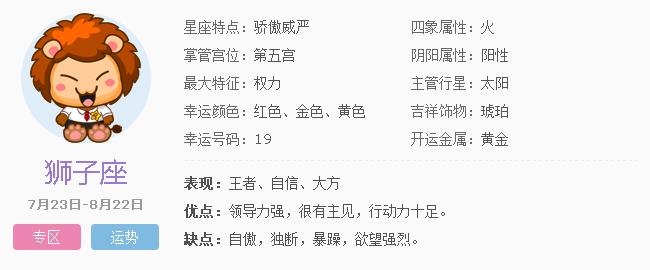 星座特点：骄傲威严 四象属性：火
掌管宫位：第五宫 阴阳属性：阳性
最大特征：权力 主管行星：太阳
幸运颜色：红色、金色、黄色 吉祥饰物：琥珀
幸运号码：19 开运金属：黄金
狮子座
7月23日-8月22日
专区 运势
表现：王者、自信、大方
优点：领导力强，很有主见，行动力十足。
缺点：自傲，独断，暴躁，欲望强烈。